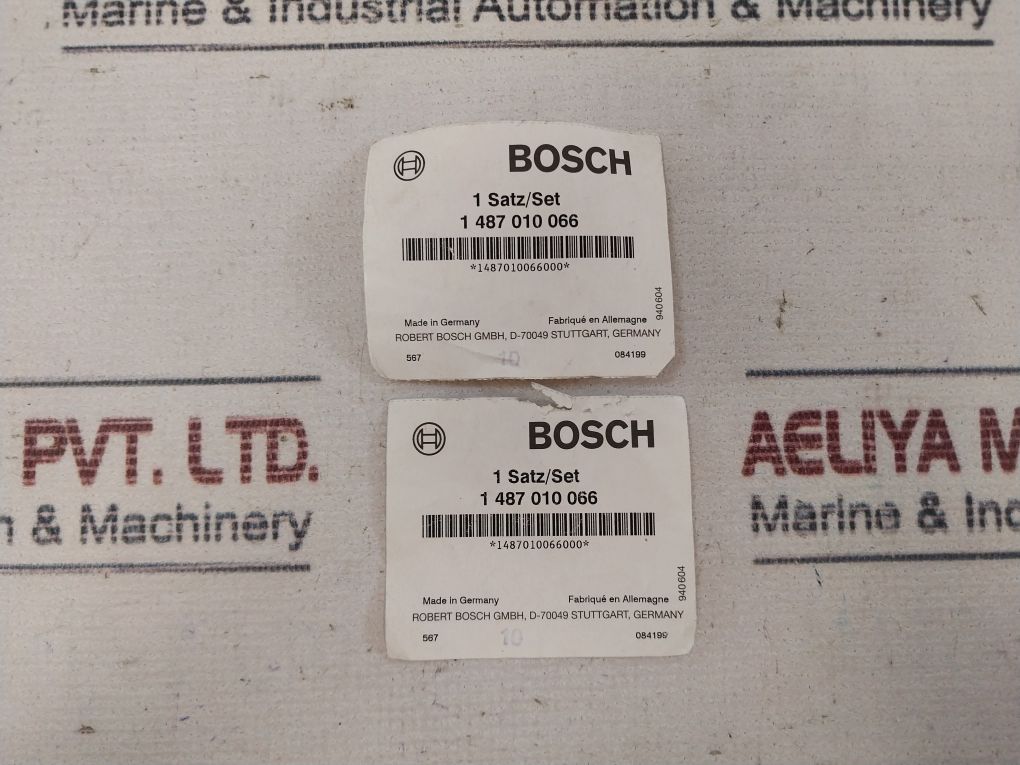 Marine & Industrial Automation & Machinery
BOSCH
1 Satz/Set
1 487 010 066
*1487010066000*
940604
Made in Germany Fabriqué en Allemagne
ROBERT BOSCH GMBH, D-70049 STUTTGART, GERMANY
567 10 084199
PVT. LTD.
& Machinery
AELIYA M
Marine & Ind
BOSCH
1 Satz/Set
1 487 010 066
*1487010066000*
940604
Made in Germany Fabriqué en Allemagne
ROBERT BOSCH GMBH, D-70049 STUTTGART, GERMANY
567 10 084199